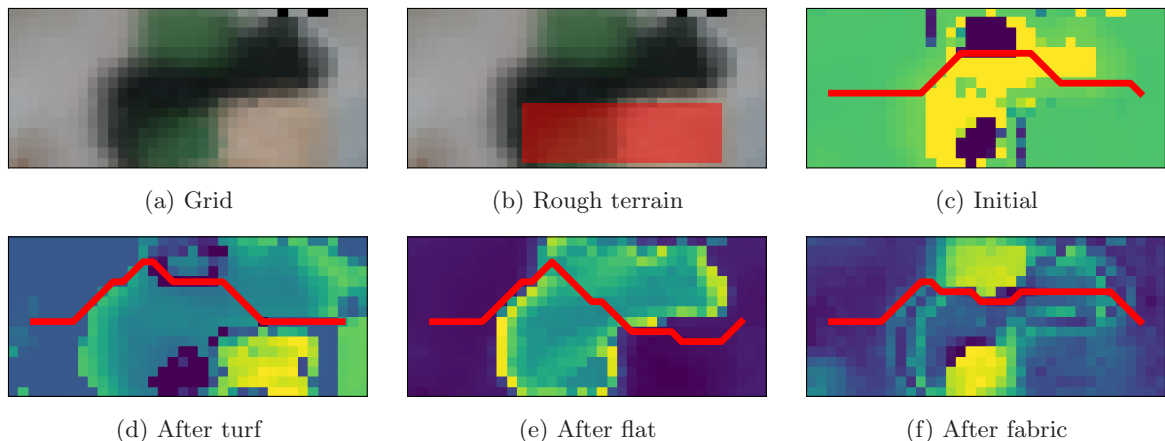 (a) Grid
(b) Rough terrain
(c) Initial
(d) After turf
(e) After flat
(f) After fabric